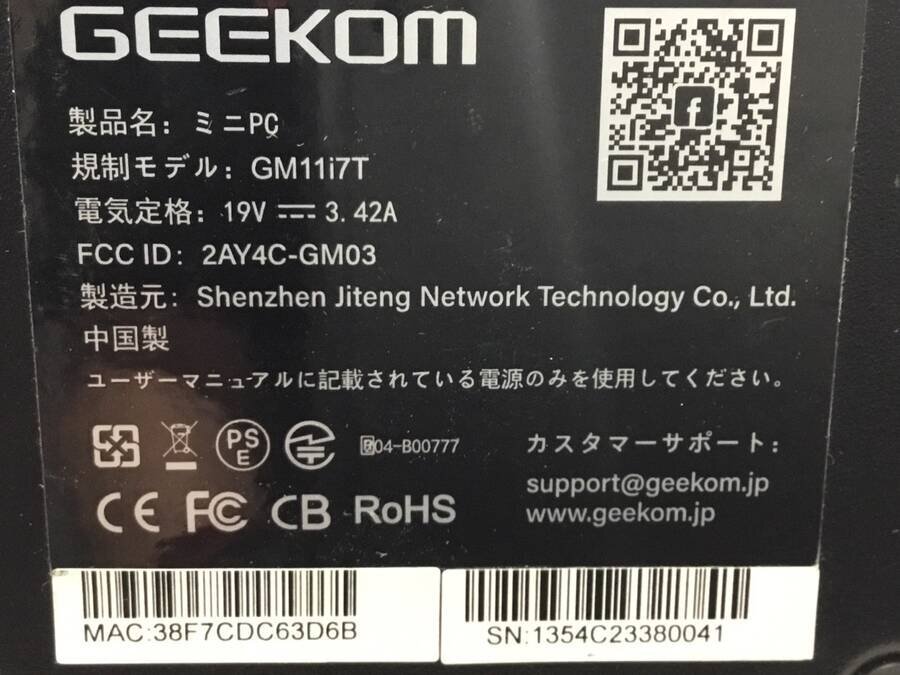 GEEKOM
製品名: ミニPC
規制モデル: GM11i7T
電気定格: 19V ⎓ 3.42A
FCC ID: 2AY4C-GM03
製造元: Shenzhen Jiteng Network Technology Co., Ltd.
中国製
ユーザーマニュアルに記載されている電源のみを使用してください。
PSE
R 204-B00777
カスタマーサポート:
support@geekom.jp
www.geekom.jp
CE FC CB RoHS
MAC:38F7CDC63D6B
SN:1354C23380041